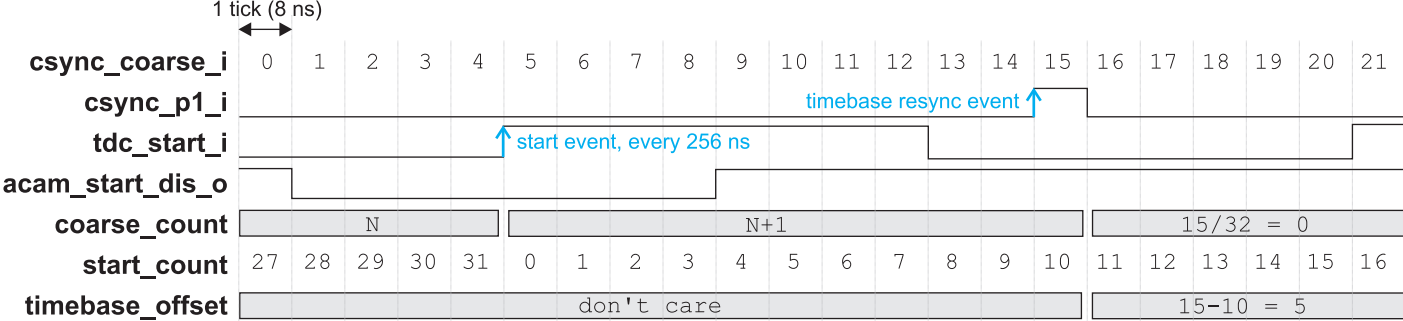 1 tick (8 ns)
csync_coarse_i 0 1 2 3 4 5 6 7 8 9 10 11 12 13 14 15 16 17 18 19 20 21
csync_p1_i timebase resync event
tdc_start_i start event, every 256 ns
acam_start_dis_o
coarse_count N N+1 15/32 = 0
start_count 27 28 29 30 31 0 1 2 3 4 5 6 7 8 9 10 11 12 13 14 15 16
timebase_offset don't care 15-10 = 5